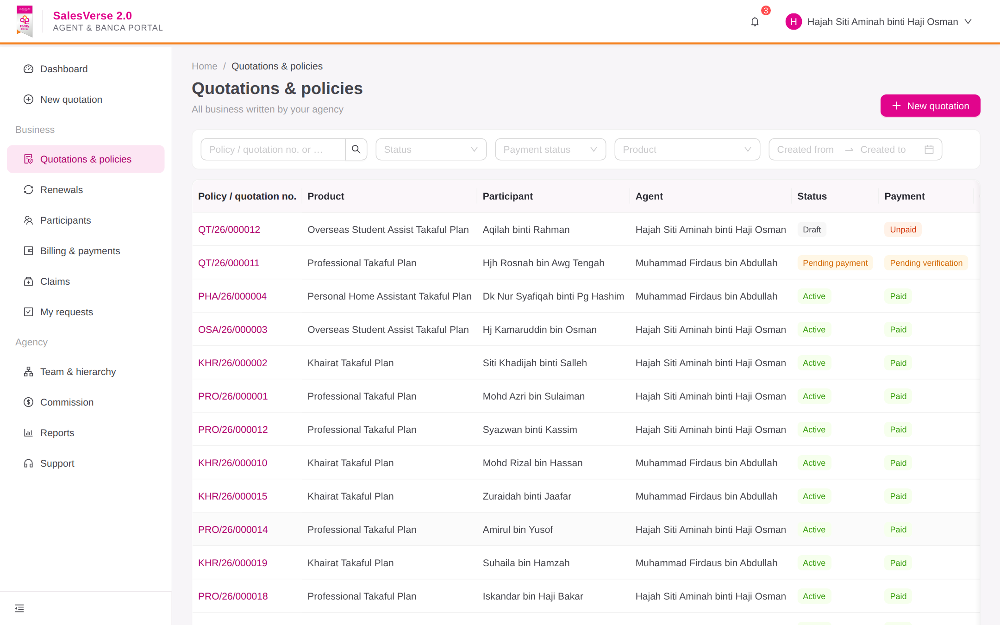 Family
Takaful
SalesVerse 2.0
AGENT & BANCA PORTAL
3
H
Hajah Siti Aminah binti Haji Osman
Dashboard
New quotation
Business
Quotations & policies
Renewals
Participants
Billing & payments
Claims
My requests
Agency
Team & hierarchy
Commission
Reports
Support
Home / Quotations & policies
Quotations & policies
All business written by your agency
New quotation
Policy / quotation no. or … Status Payment status Product Created from Created to
Policy / quotation no. Product Participant Agent Status Payment
QT/26/000012 Overseas Student Assist Takaful Plan Aqilah binti Rahman Hajah Siti Aminah binti Haji Osman Draft Unpaid
QT/26/000011 Professional Takaful Plan Hjh Rosnah bin Awg Tengah Muhammad Firdaus bin Abdullah Pending payment Pending verification
PHA/26/000004 Personal Home Assistant Takaful Plan Dk Nur Syafiqah binti Pg Hashim Muhammad Firdaus bin Abdullah Active Paid
OSA/26/000003 Overseas Student Assist Takaful Plan Hj Kamaruddin bin Osman Hajah Siti Aminah binti Haji Osman Active Paid
KHR/26/000002 Khairat Takaful Plan Siti Khadijah binti Salleh Hajah Siti Aminah binti Haji Osman Active Paid
PRO/26/000001 Professional Takaful Plan Mohd Azri bin Sulaiman Hajah Siti Aminah binti Haji Osman Active Paid
PRO/26/000012 Professional Takaful Plan Syazwan binti Kassim Hajah Siti Aminah binti Haji Osman Active Paid
KHR/26/000010 Khairat Takaful Plan Mohd Rizal bin Hassan Muhammad Firdaus bin Abdullah Active Paid
KHR/26/000015 Khairat Takaful Plan Zuraidah binti Jaafar Muhammad Firdaus bin Abdullah Active Paid
PRO/26/000014 Professional Takaful Plan Amirul bin Yusof Hajah Siti Aminah binti Haji Osman Active Paid
KHR/26/000019 Khairat Takaful Plan Suhaila bin Hamzah Muhammad Firdaus bin Abdullah Active Paid
PRO/26/000018 Professional Takaful Plan Iskandar bin Haji Bakar Hajah Siti Aminah binti Haji Osman Active Paid